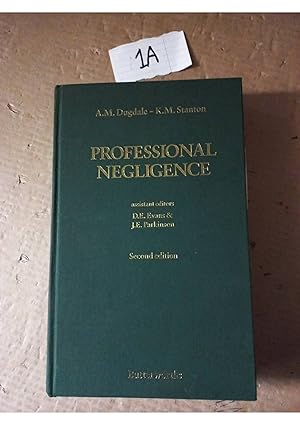 1A
A.M. Dugdale - K.M. Stanton
PROFESSIONAL
NEGLIGENCE
assistant editors
D.E. Evans &
J.E. Parkinson
Second edition
Butterworths